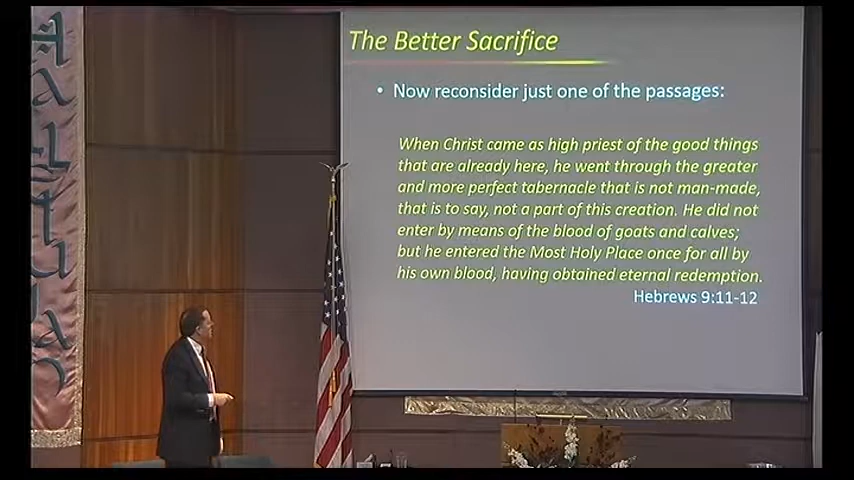 The Better Sacrifice
• Now reconsider just one of the passages:
When Christ came as high priest of the good things
that are already here, he went through the greater
and more perfect tabernacle that is not man-made,
that is to say, not a part of this creation. He did not
enter by means of the blood of goats and calves;
but he entered the Most Holy Place once for all by
his own blood, having obtained eternal redemption.
Hebrews 9:11-12